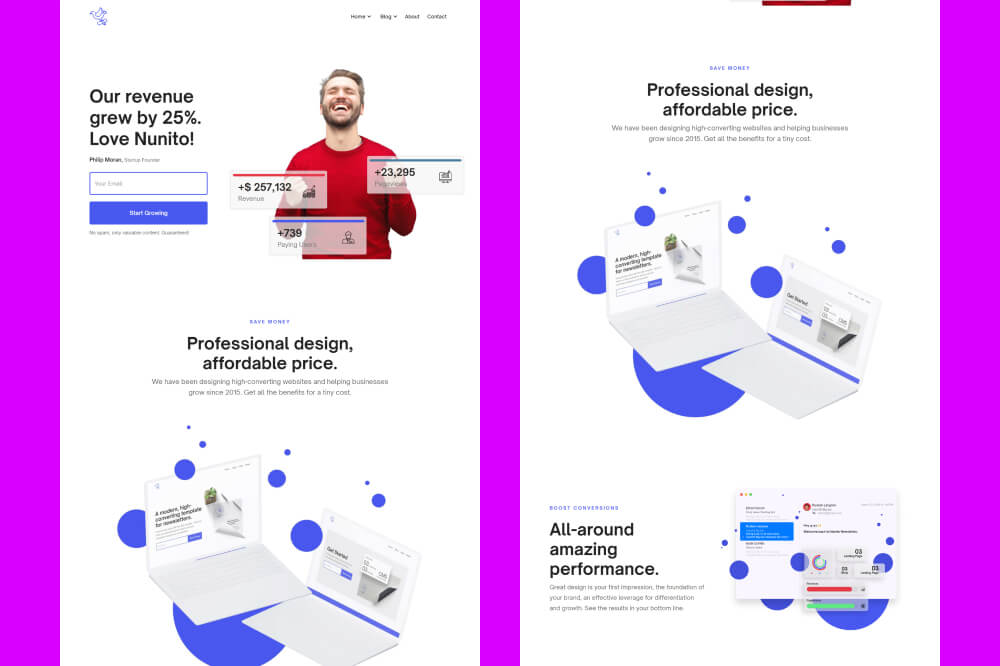 Home Blog About Contact
Our revenue
grew by 25%.
Love Nunito!
Philip Moran, Startup Founder
Your Email
Start Growing
No spam, only valuable content. Guaranteed!
+$ 257,132
Revenue
+23,295
Pageviews
+739
Paying Users
SAVE MONEY
Professional design,
affordable price.
We have been designing high-converting websites and helping businesses
grow since 2015. Get all the benefits for a tiny cost.
A modern, high-
converting template
for newsletters.
Get Started
SAVE MONEY
Professional design,
affordable price.
We have been designing high-converting websites and helping businesses
grow since 2015. Get all the benefits for a tiny cost.
A modern, high-
converting template
for newsletters.
Get Started
BOOST CONVERSIONS
All-around
amazing
performance.
Great design is your first impression, the foundation of
your brand, an effective leverage for differentiation
and growth. See the results in your bottom line.
03
Landing Page
03
03
Landing Page